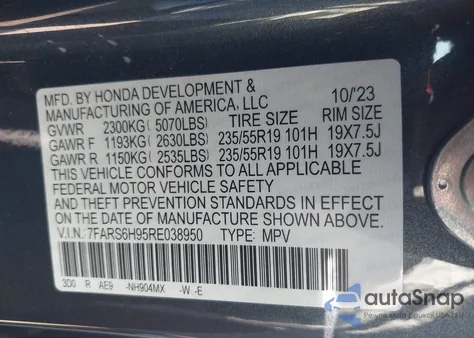 MFD. BY HONDA DEVELOPMENT & 10/'23
MANUFACTURING OF AMERICA, LLC
GVWR 2300KG ( 5070LBS) TIRE SIZE RIM SIZE
GAWR F 1193KG ( 2630LBS) 235/55R19 101H 19X7.5J
GAWR R 1150KG ( 2535LBS) 235/55R19 101H 19X7.5J
THIS VEHICLE CONFORMS TO ALL APPLICABLE
FEDERAL MOTOR VEHICLE SAFETY
AND THEFT PREVENTION STANDARDS IN EFFECT
ON THE DATE OF MANUFACTURE SHOWN ABOVE.
V.I.N.: 7FARS6H95RE038950 TYPE: MPV
3D0 R AE9 -NH904MX -W -E
autoSnap